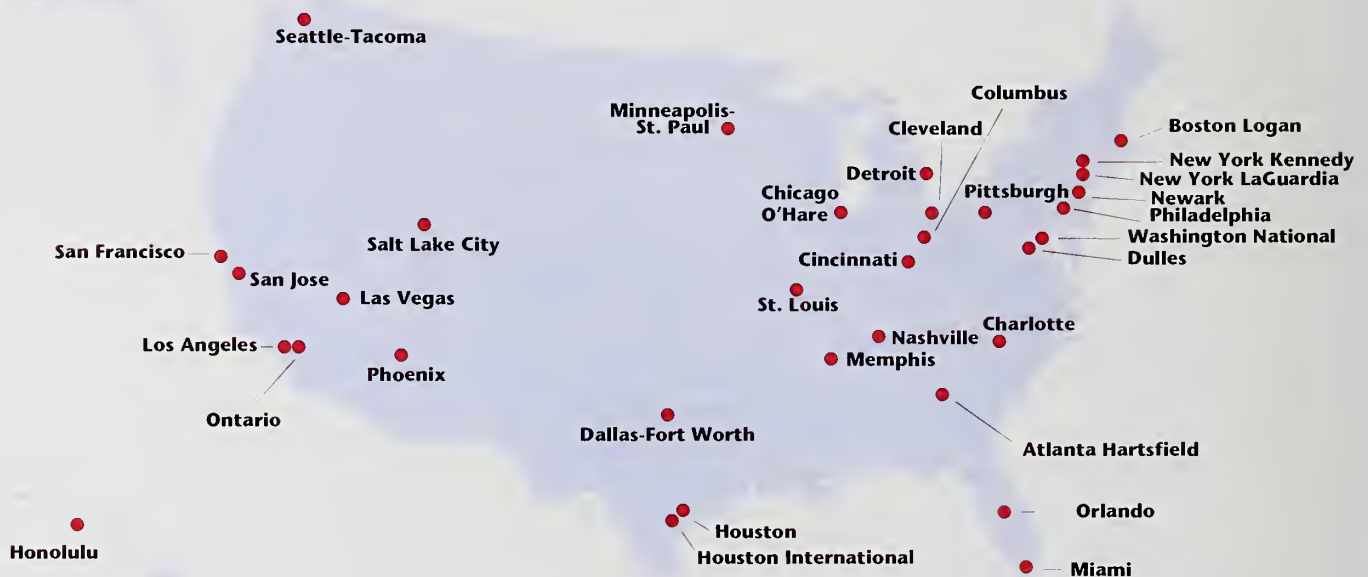 Seattle-Tacoma
Columbus
Minneapolis-
St. Paul
Cleveland
Boston Logan
New York Kennedy
Detroit
New York LaGuardia
Chicago
O'Hare
Pittsburgh
Newark
Philadelphia
Salt Lake City
Washington National
San Francisco
Dulles
Cincinnati
San Jose
Las Vegas
St. Louis
Charlotte
Nashville
Los Angeles
Memphis
Phoenix
Ontario
Dallas-Fort Worth
Atlanta Hartsfield
Orlando
Houston
Honolulu
Houston International
Miami